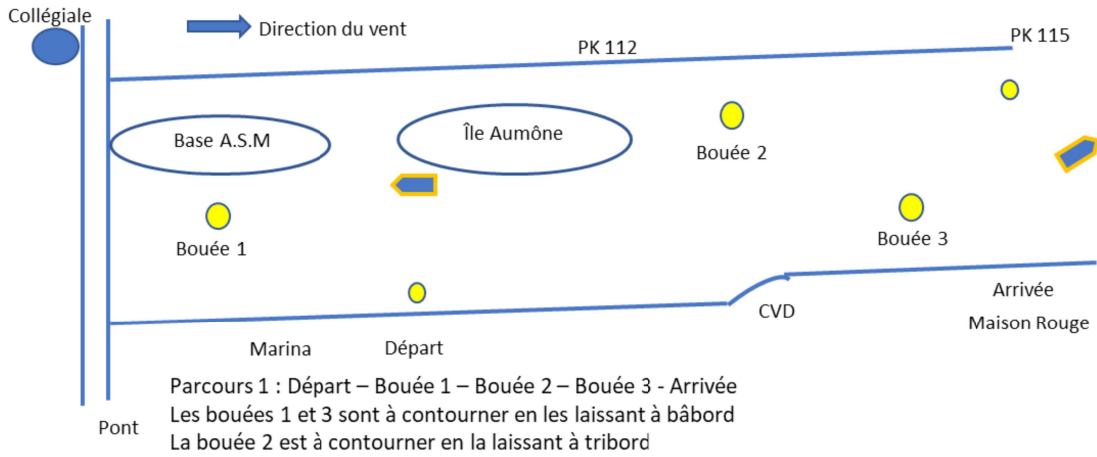 Collégiale
Direction du vent
PK 112
PK 115
Base A.S.M
Île Aumône
Bouée 2
Bouée 1
Bouée 3
Arrivée
Maison Rouge
CVD
Marina
Départ
Parcours 1 : Départ – Bouée 1 – Bouée 2 – Bouée 3 - Arrivée
Les bouées 1 et 3 sont à contourner en les laissant à bâbord
La bouée 2 est à contourner en la laissant à tribord
Pont